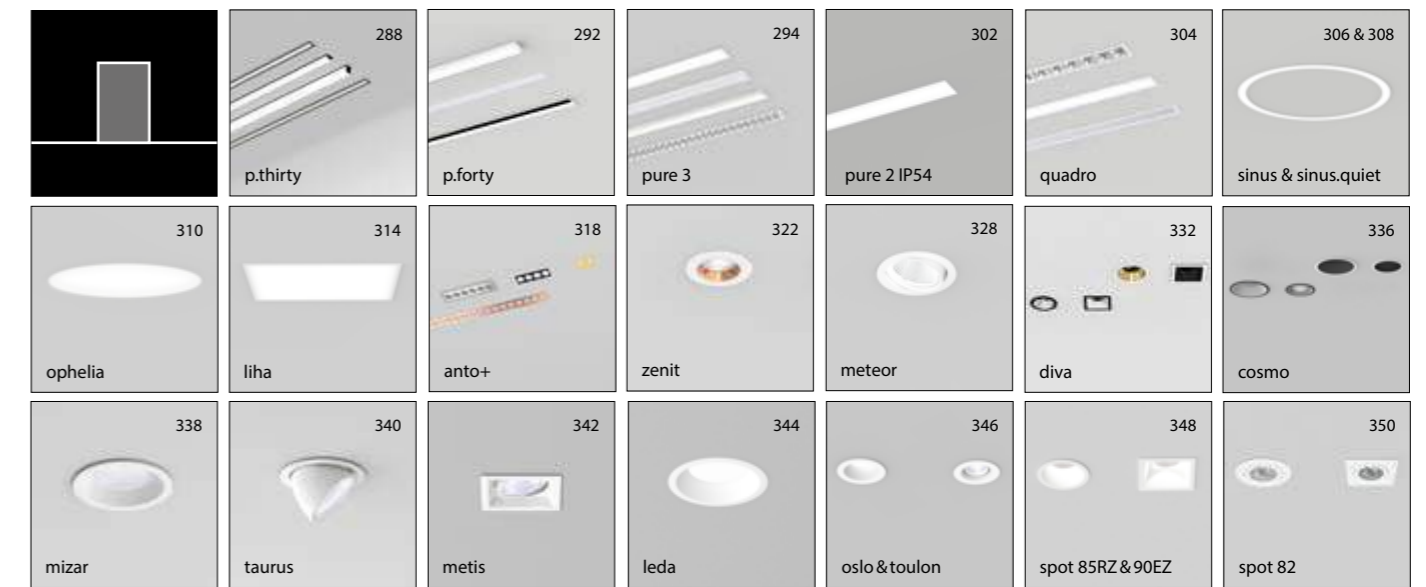 288
p.thirty
292
p.forty
294
pure 3
302
pure 2 IP54
304
quadro
306 & 308
sinus & sinus.quiet
310
ophelia
314
liha
318
anto+
322
zenit
328
meteor
332
diva
336
cosmo
338
mizar
340
taurus
342
metis
344
leda
346
oslo & toulon
348
spot 85RZ & 90EZ
350
spot 82